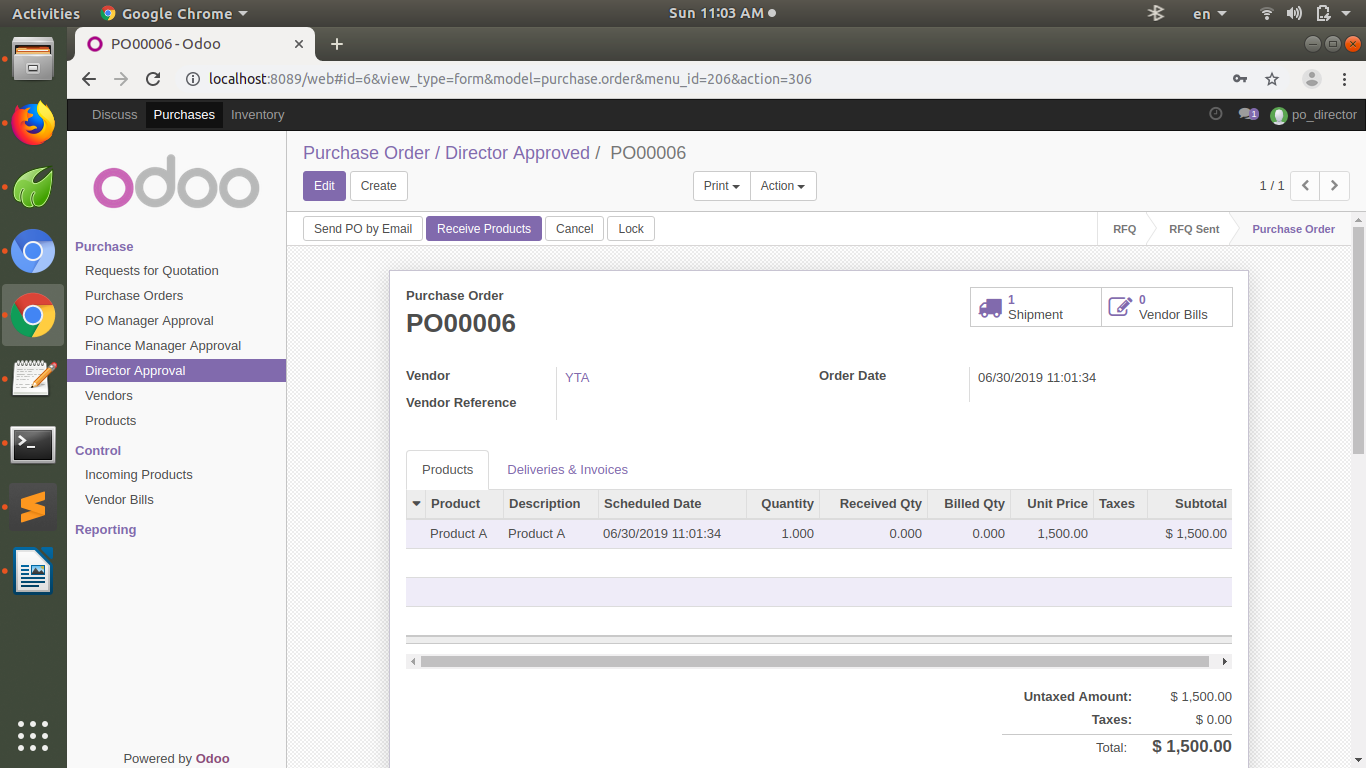 Activities Google Chrome Sun 11:03 AM en
PO00006 - Odoo
localhost:8089/web#id=6&view_type=form&model=purchase.order&menu_id=206&action=306
Discuss Purchases Inventory 1 po_director
odoo
Purchase
Requests for Quotation
Purchase Orders
PO Manager Approval
Finance Manager Approval
Director Approval
Vendors
Products
Control
Incoming Products
Vendor Bills
Reporting
Powered by Odoo
Purchase Order / Director Approved / PO00006
Edit Create Print Action 1 / 1
Send PO by Email Receive Products Cancel Lock RFQ RFQ Sent Purchase Order
Purchase Order
PO00006
1 Shipment
0 Vendor Bills
Vendor YTA Order Date 06/30/2019 11:01:34
Vendor Reference
Products Deliveries & Invoices
Product Description Scheduled Date Quantity Received Qty Billed Qty Unit Price Taxes Subtotal
Product A Product A 06/30/2019 11:01:34 1.000 0.000 0.000 1,500.00 $ 1,500.00
Untaxed Amount: $ 1,500.00
Taxes: $ 0.00
Total: $ 1,500.00